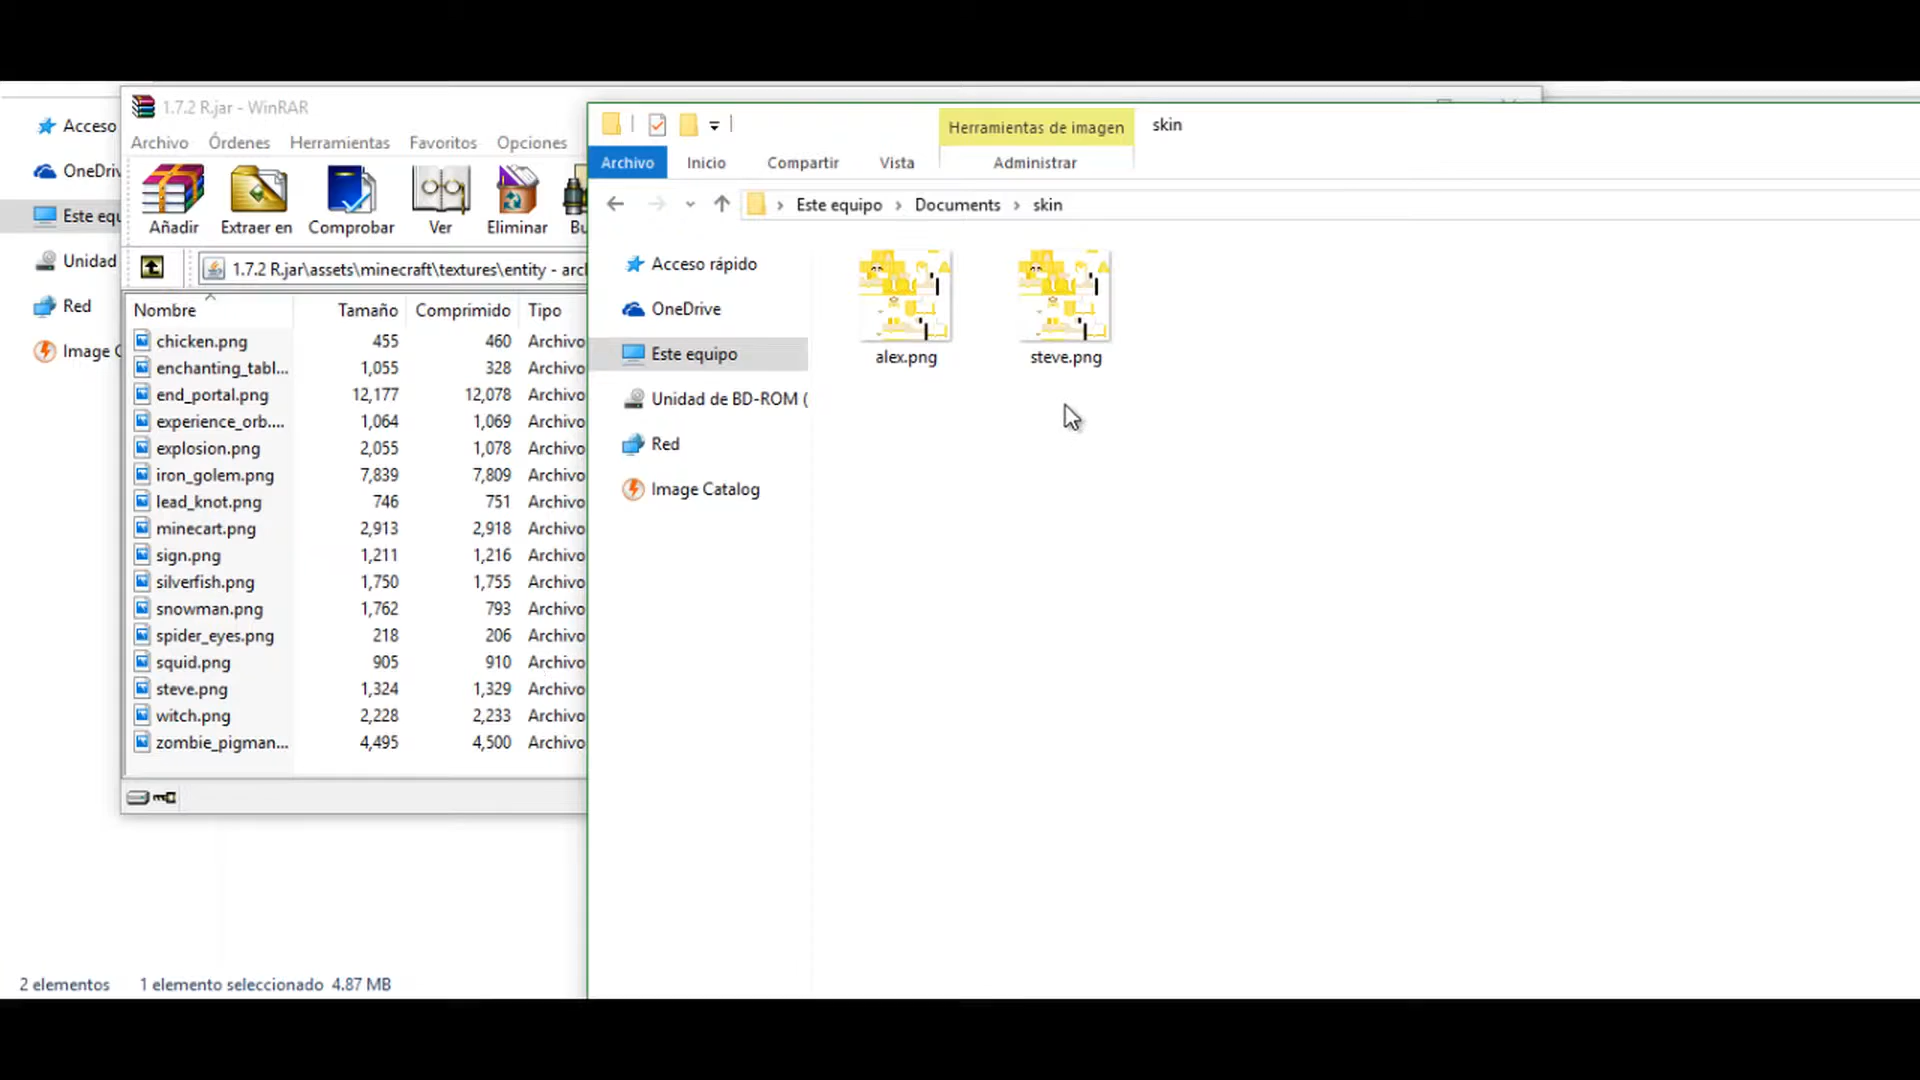 Acceso
OneDriv
Este equ
Unidad
Red
Image C
2 elementos 1 elemento seleccionado 4.87 MB
1.7.2 R.jar - WinRAR
Archivo Órdenes Herramientas Favoritos Opciones
Añadir Extraer en Comprobar Ver Eliminar Bu
1.7.2 R.jar\assets\minecraft\textures\entity - arcl
Nombre Tamaño Comprimido Tipo
chicken.png 455 460 Archivo
enchanting_tabl... 1,055 328 Archivo
end_portal.png 12,177 12,078 Archivo
experience_orb.... 1,064 1,069 Archivo
explosion.png 2,055 1,078 Archivo
iron_golem.png 7,839 7,809 Archivo
lead_knot.png 746 751 Archivo
minecart.png 2,913 2,918 Archivo
sign.png 1,211 1,216 Archivo
silverfish.png 1,750 1,755 Archivo
snowman.png 1,762 793 Archivo
spider_eyes.png 218 206 Archivo
squid.png 905 910 Archivo
steve.png 1,324 1,329 Archivo
witch.png 2,228 2,233 Archivo
zombie_pigman... 4,495 4,500 Archivo
Herramientas de imagen skin
Archivo Inicio Compartir Vista Administrar
Este equipo › Documents › skin
Acceso rápido
OneDrive
Este equipo
Unidad de BD-ROM (
Red
Image Catalog
alex.png steve.png